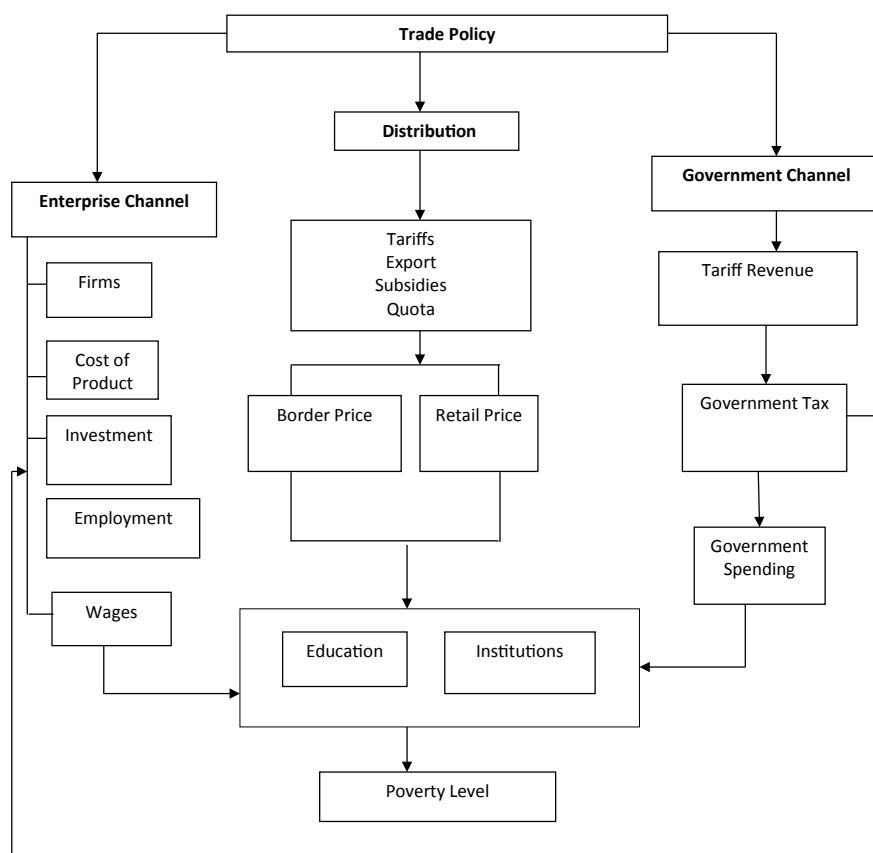 Trade Policy
Distribution
Enterprise Channel
Government Channel
Firms
Cost of
Product
Investment
Employment
Wages
Tariffs
Export
Subsidies
Quota
Border Price
Retail Price
Tariff Revenue
Government Tax
Government
Spending
Education
Institutions
Poverty Level